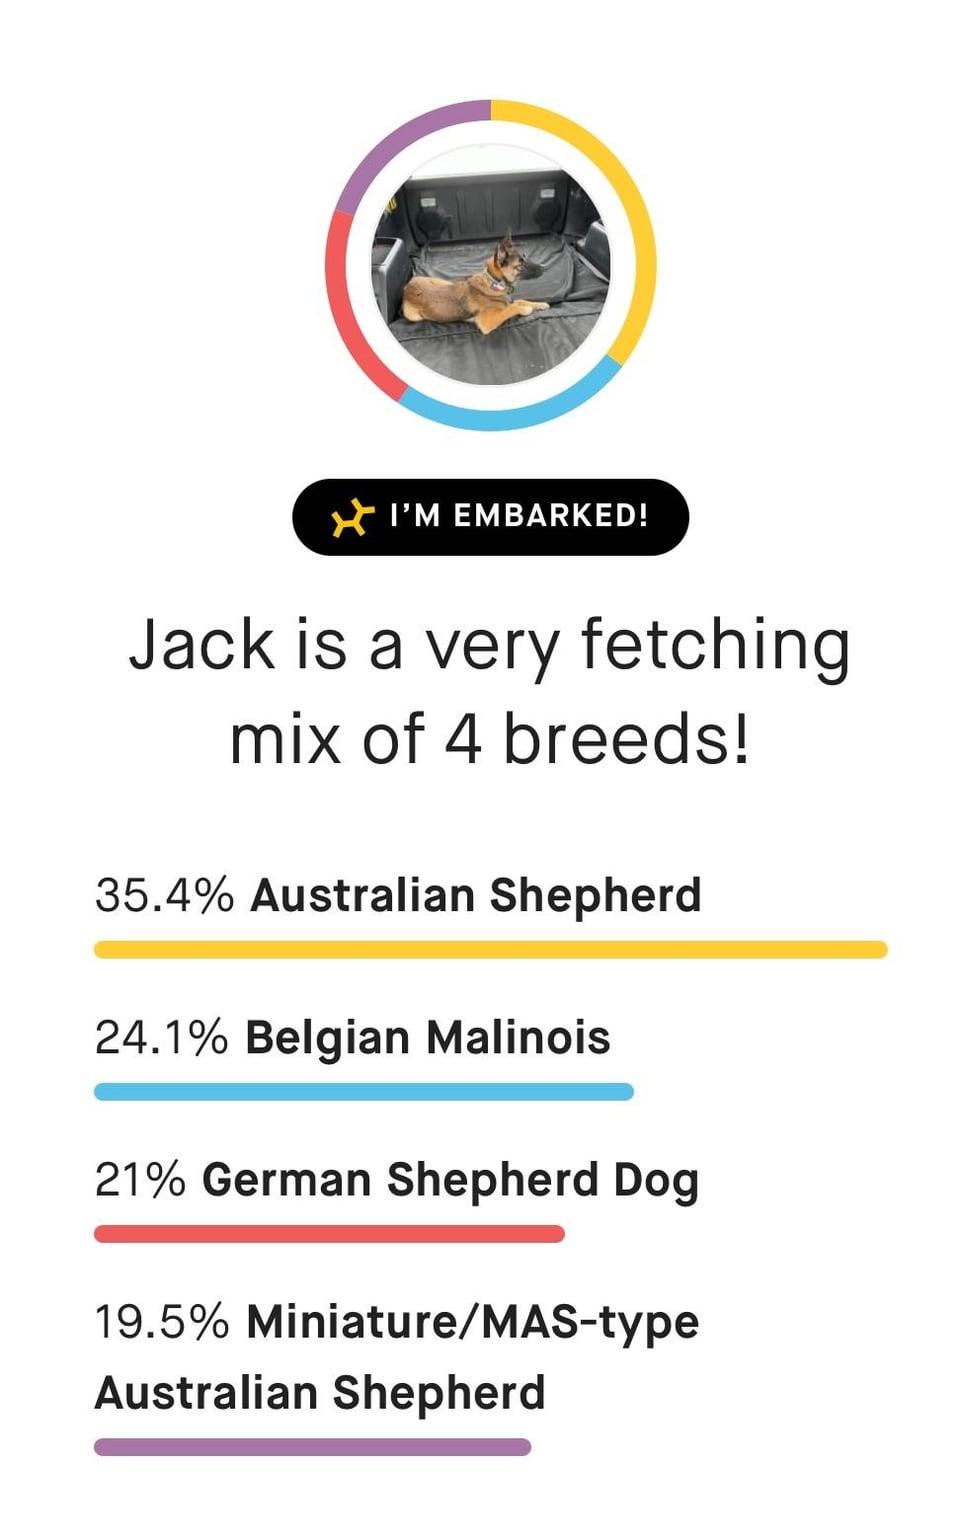 I’M EMBARKED!
Jack is a very fetching
mix of 4 breeds!
35.4% Australian Shepherd
24.1% Belgian Malinois
21% German Shepherd Dog
19.5% Miniature/MAS-type
Australian Shepherd